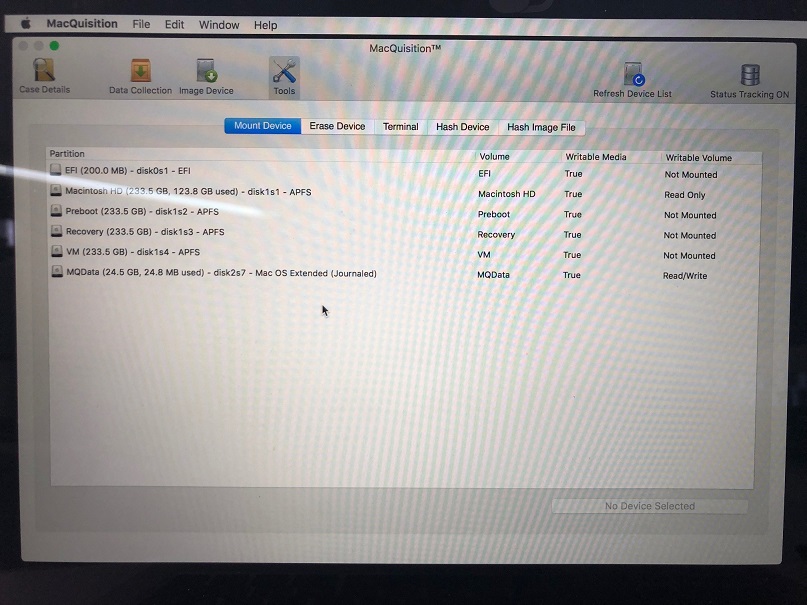 MacQuisition File Edit Window Help
MacQuisition™
Case Details Data Collection Image Device Tools Refresh Device List Status Tracking ON
Mount Device Erase Device Terminal Hash Device Hash Image File
Partition Volume Writable Media Writable Volume
EFI (200.0 MB) - disk0s1 - EFI EFI True Not Mounted
Macintosh HD (233.5 GB, 123.8 GB used) - disk1s1 - APFS Macintosh HD True Read Only
Preboot (233.5 GB) - disk1s2 - APFS Preboot True Not Mounted
Recovery (233.5 GB) - disk1s3 - APFS Recovery True Not Mounted
VM (233.5 GB) - disk1s4 - APFS VM True Not Mounted
MQData (24.5 GB, 24.8 MB used) - disk2s7 - Mac OS Extended (Journaled) MQData True Read/Write
No Device Selected